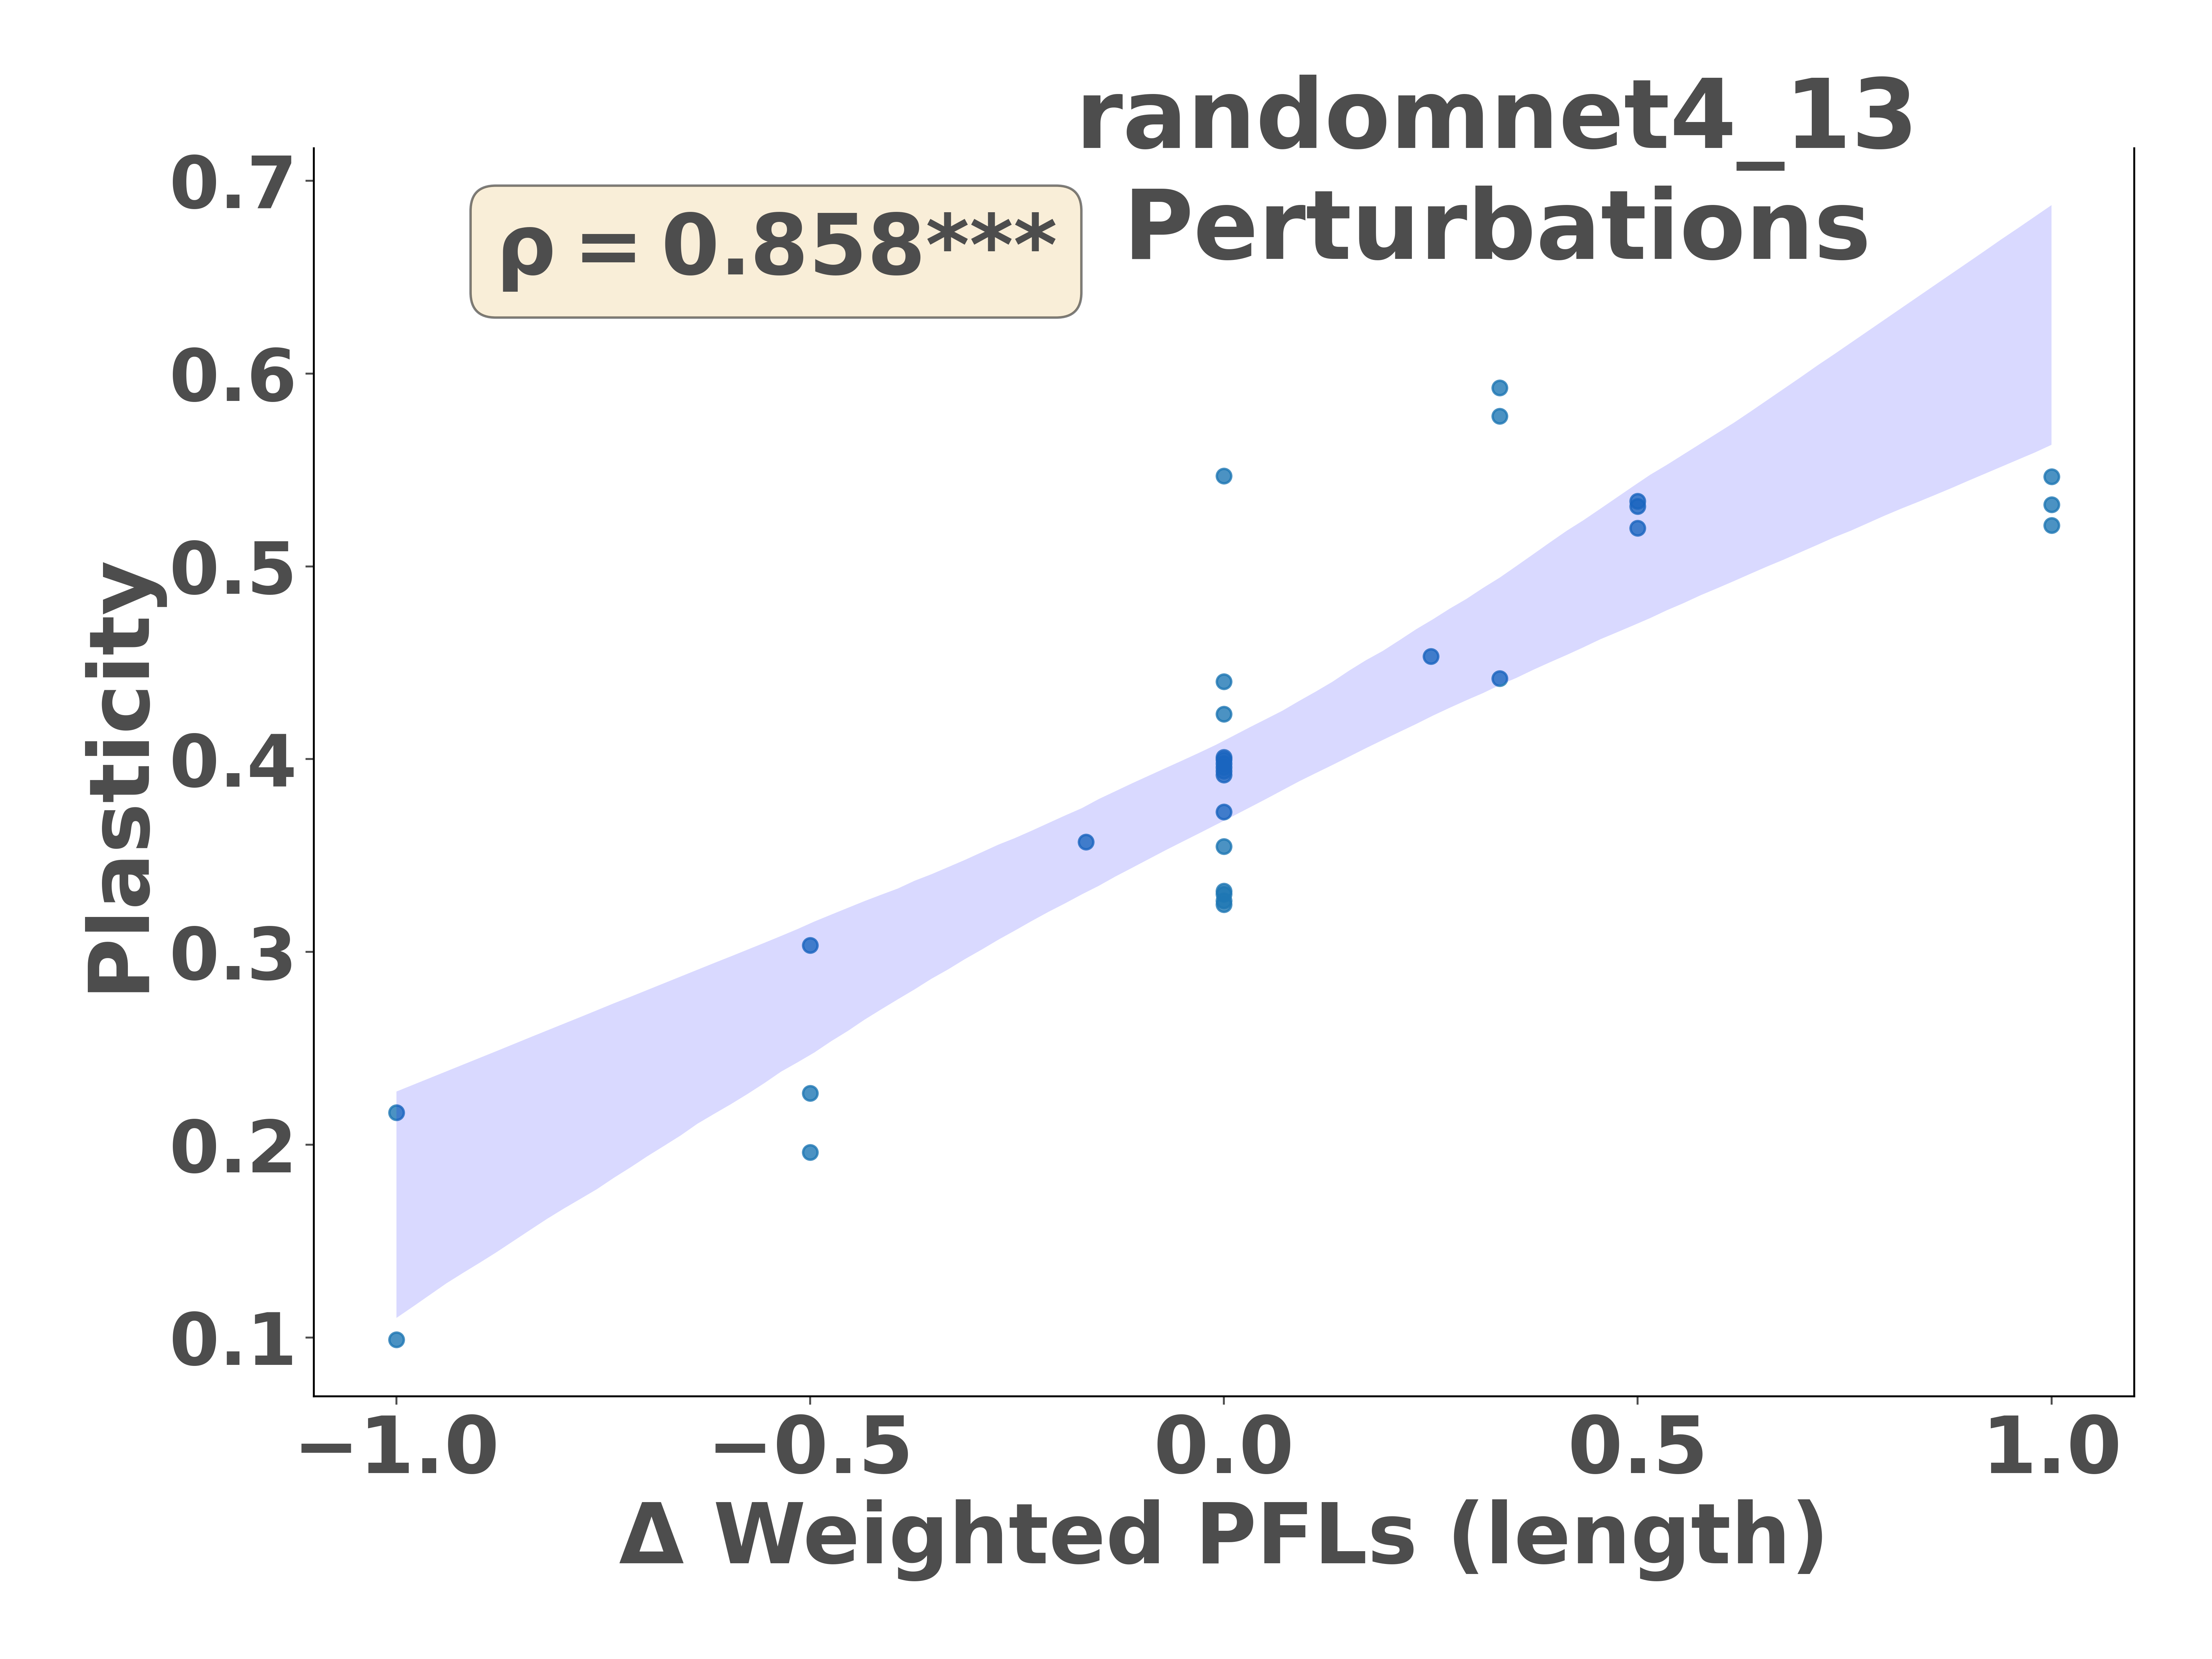 randomnet4_13
Perturbations
ρ = 0.858***
Plasticity
0.7
0.6
0.5
0.4
0.3
0.2
0.1
−1.0
−0.5
0.0
0.5
1.0
Δ Weighted PFLs (length)